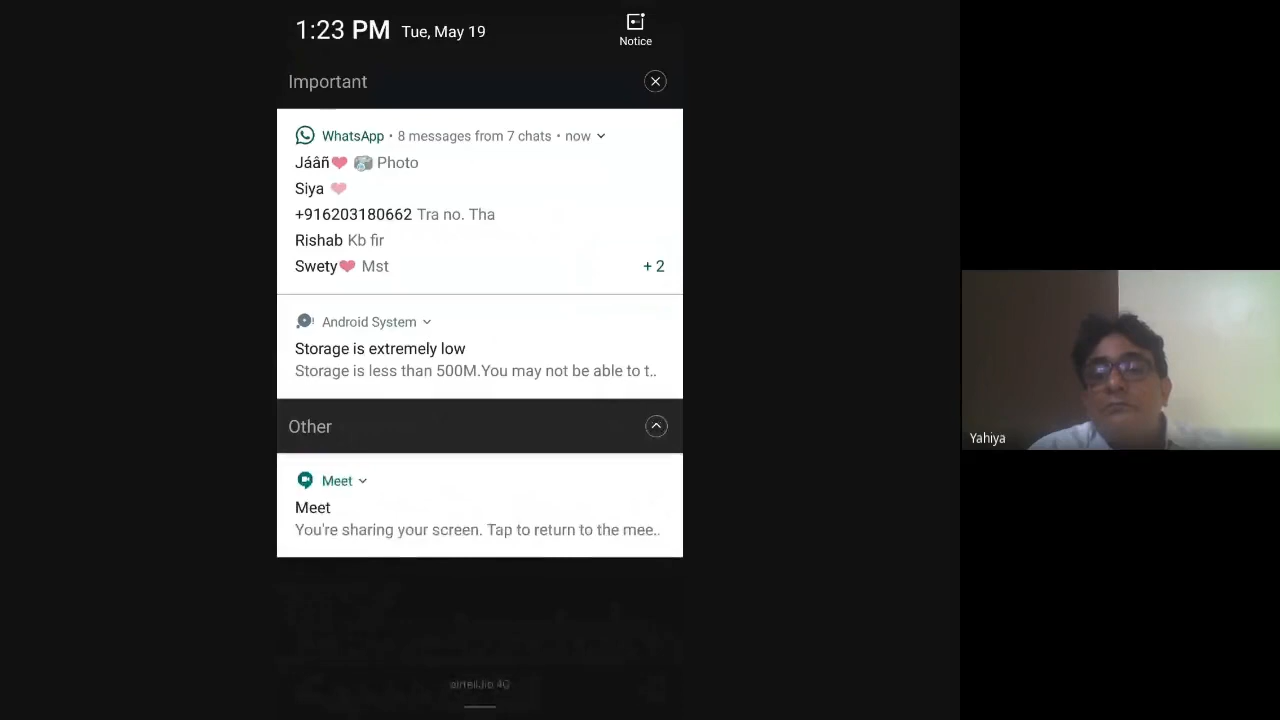 1:23 PM Tue, May 19
Notice
Important
WhatsApp • 8 messages from 7 chats • now
Jáâñ❤ 📷 Photo
Siya ❤
+916203180662 Tra no. Tha
Rishab Kb fir
Swety❤ Mst +2
Android System
Storage is extremely low
Storage is less than 500M.You may not be able to t..
Other
Meet
Meet
You're sharing your screen. Tap to return to the mee..
Yahiya